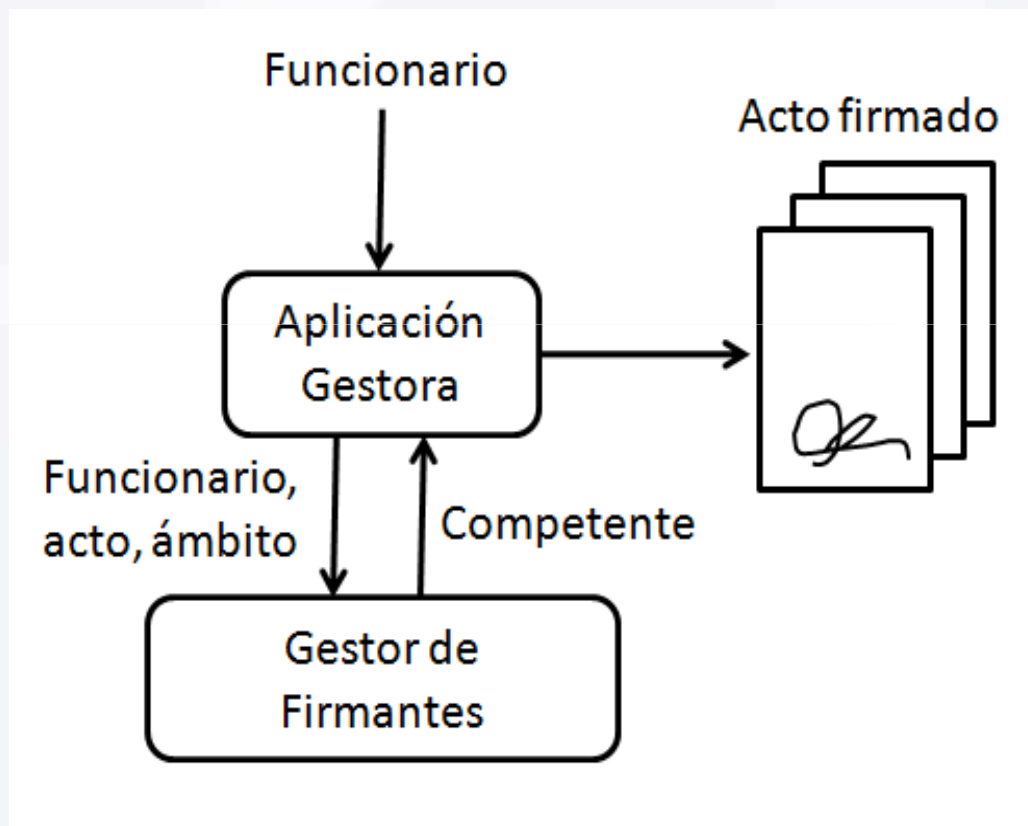 Funcionario
Acto firmado
Aplicación
Gestora
Funcionario,
acto, ámbito
Competente
Gestor de
Firmantes